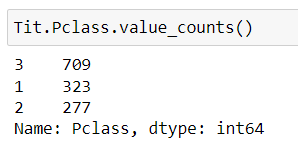 Tit.Pclass.value_counts()
3    709
1    323
2    277
Name: Pclass, dtype: int64